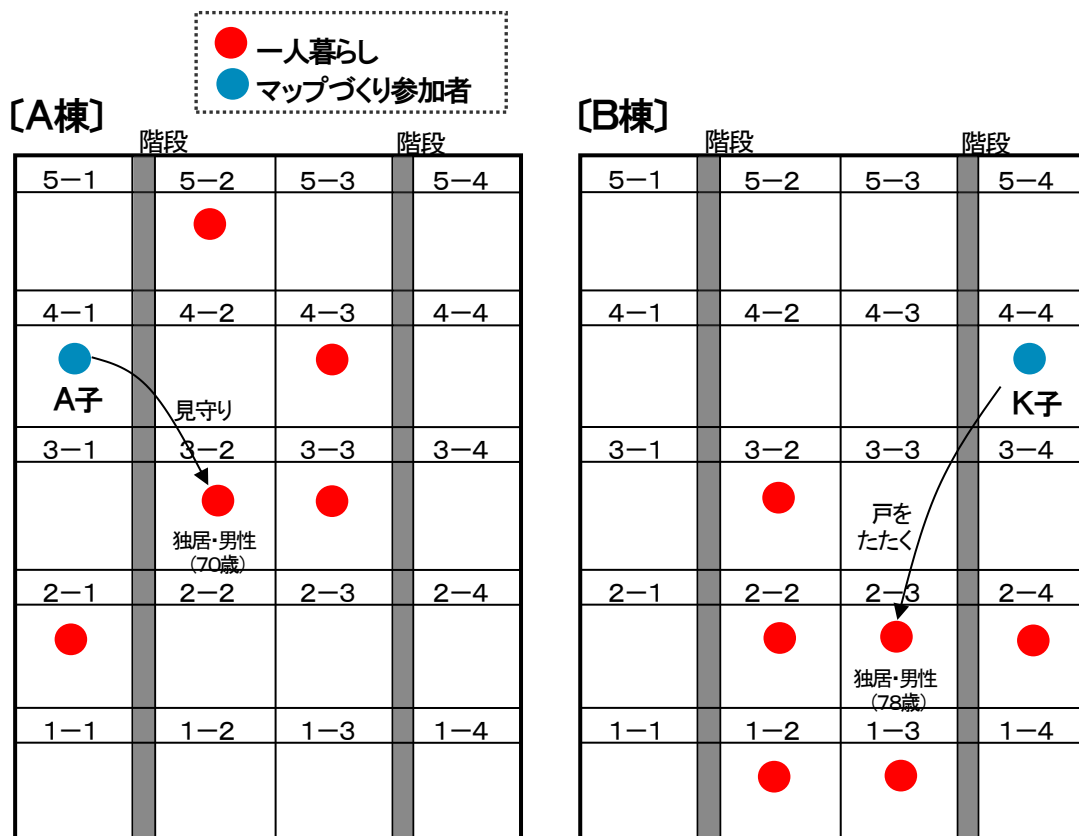 一人暮らし
マップづくり参加者
〔A棟〕
階段 階段
5－1 5－2 5－3 5－4
4－1 4－2 4－3 4－4
A子
見守り
3－1 3－2 3－3 3－4
独居・男性
(70歳)
2－1 2－2 2－3 2－4
1－1 1－2 1－3 1－4
〔B棟〕
階段 階段
5－1 5－2 5－3 5－4
4－1 4－2 4－3 4－4
K子
3－1 3－2 3－3 3－4
戸を
たたく
2－1 2－2 2－3 2－4
独居・男性
(78歳)
1－1 1－2 1－3 1－4